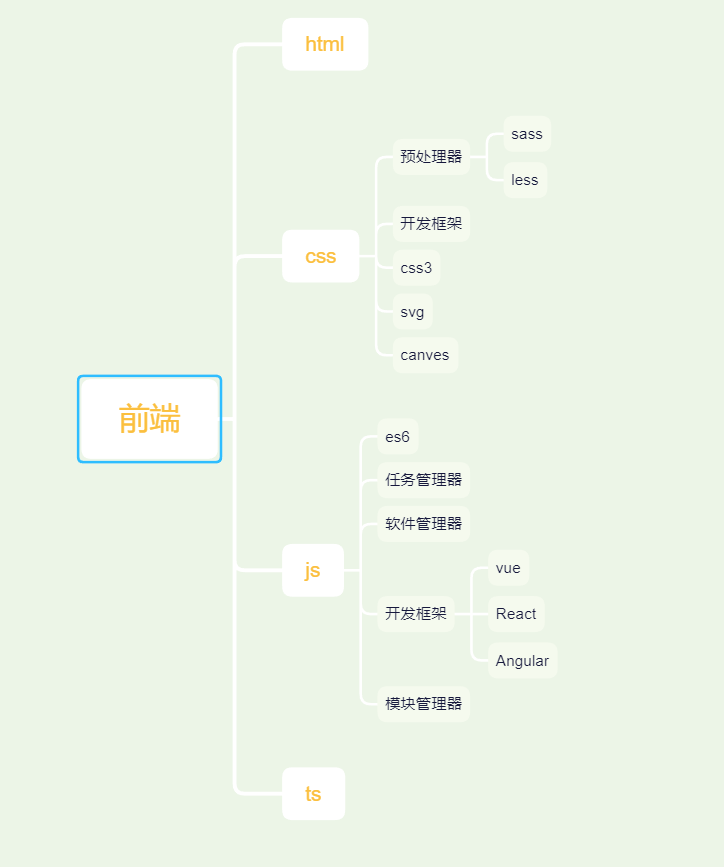 前端
html
css
预处理器
sass
less
开发框架
css3
svg
canves
js
es6
任务管理器
软件管理器
开发框架
vue
React
Angular
模块管理器
ts